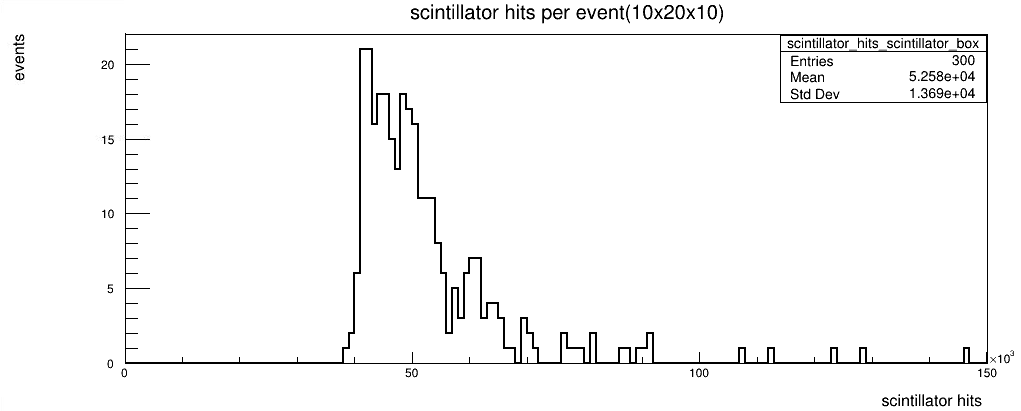 scintillator hits per event(10x20x10)
events
scintillator_hits_scintillator_box
Entries 300
Mean 5.258e+04
Std Dev 1.369e+04
20
15
10
5
0
0 50 100 150
×10³
scintillator hits